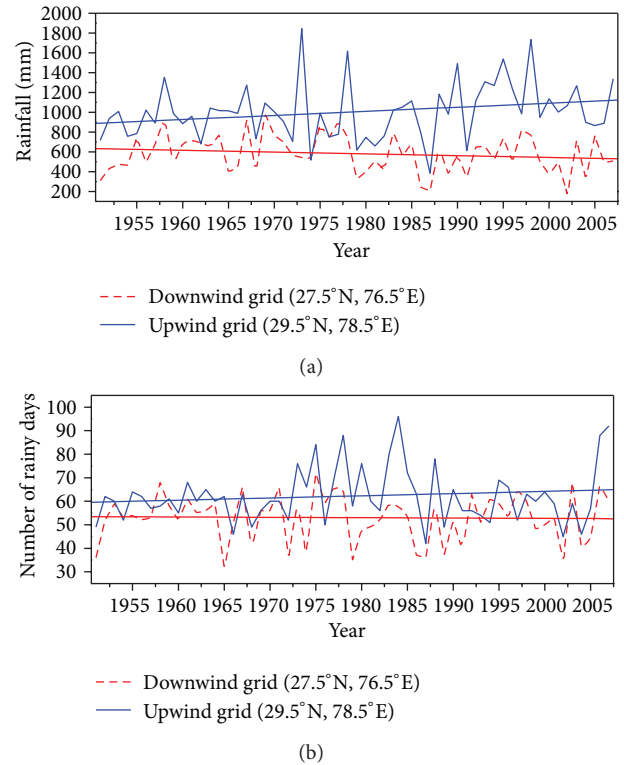 2000
1800
1600
1400
1200
1000
800
600
400
200
Rainfall (mm)
1955 1960 1965 1970 1975 1980 1985 1990 1995 2000 2005
Year
Downwind grid (27.5°N, 76.5°E)
Upwind grid (29.5°N, 78.5°E)
(a)
100
90
80
70
60
50
40
30
Number of rainy days
1955 1960 1965 1970 1975 1980 1985 1990 1995 2000 2005
Year
Downwind grid (27.5°N, 76.5°E)
Upwind grid (29.5°N, 78.5°E)
(b)